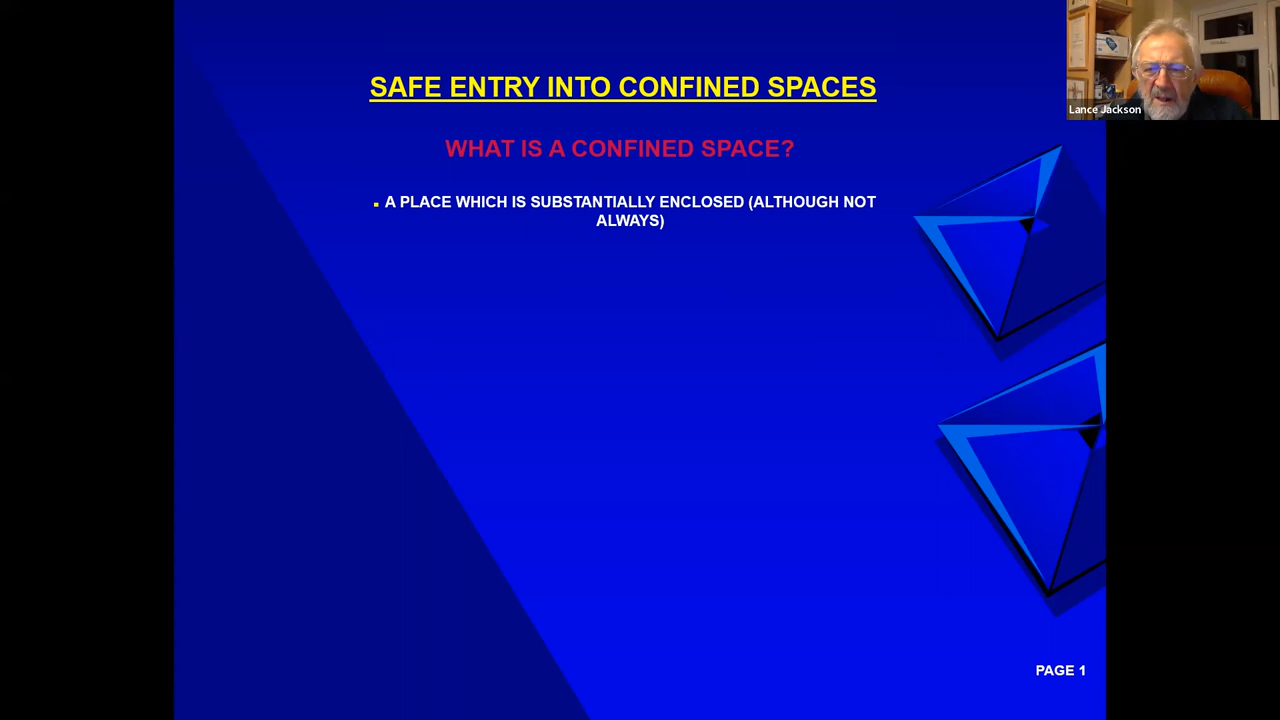 SAFE ENTRY INTO CONFINED SPACES
Lance Jackson
WHAT IS A CONFINED SPACE?
▪ A PLACE WHICH IS SUBSTANTIALLY ENCLOSED (ALTHOUGH NOT
ALWAYS)
PAGE 1